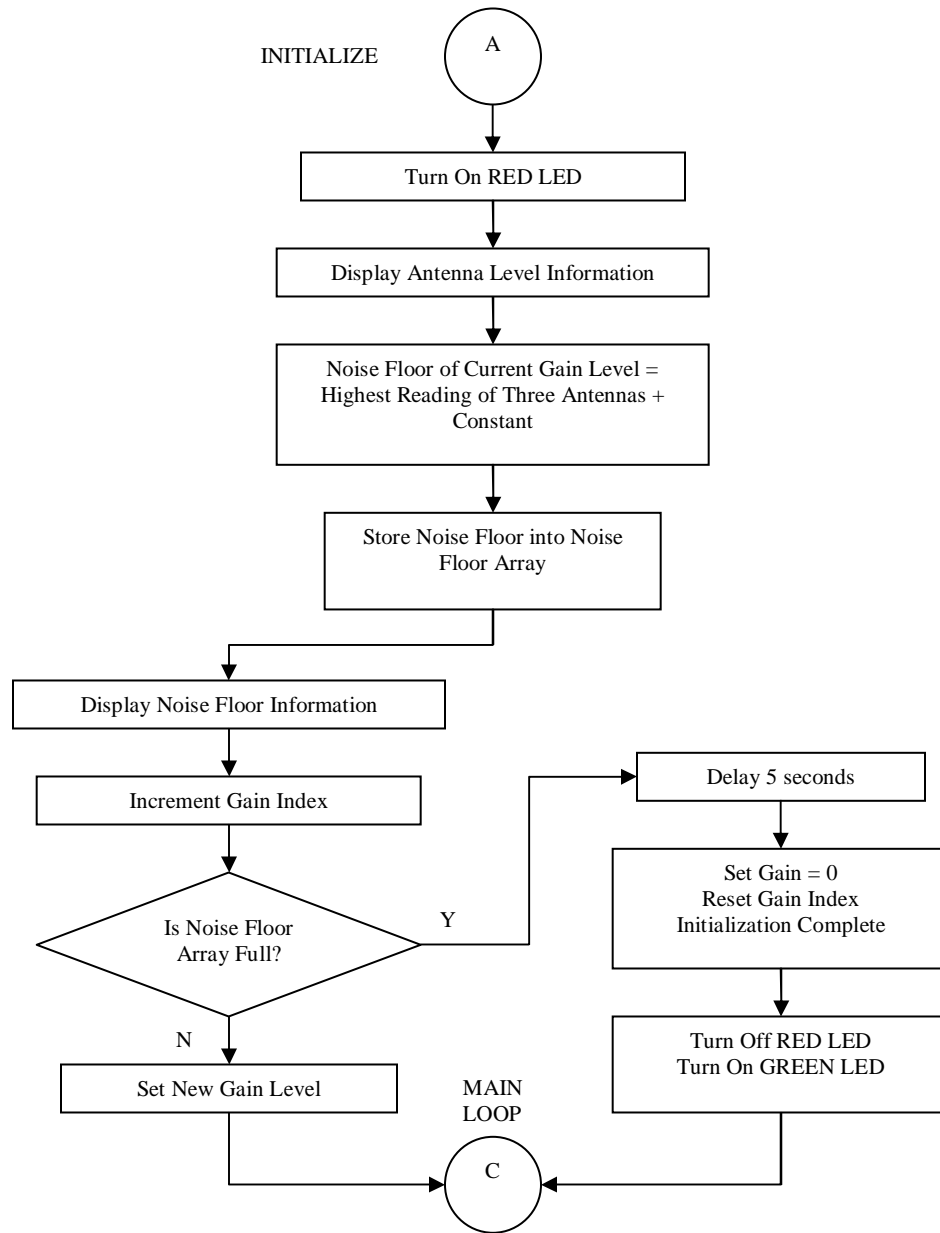 INITIALIZE
A
Turn On RED LED
Display Antenna Level Information
Noise Floor of Current Gain Level =
Highest Reading of Three Antennas +
Constant
Store Noise Floor into Noise
Floor Array
Display Noise Floor Information
Increment Gain Index
Is Noise Floor
Array Full?
Y
N
Set New Gain Level
Delay 5 seconds
Set Gain = 0
Reset Gain Index
Initialization Complete
Turn Off RED LED
Turn On GREEN LED
MAIN
LOOP
C